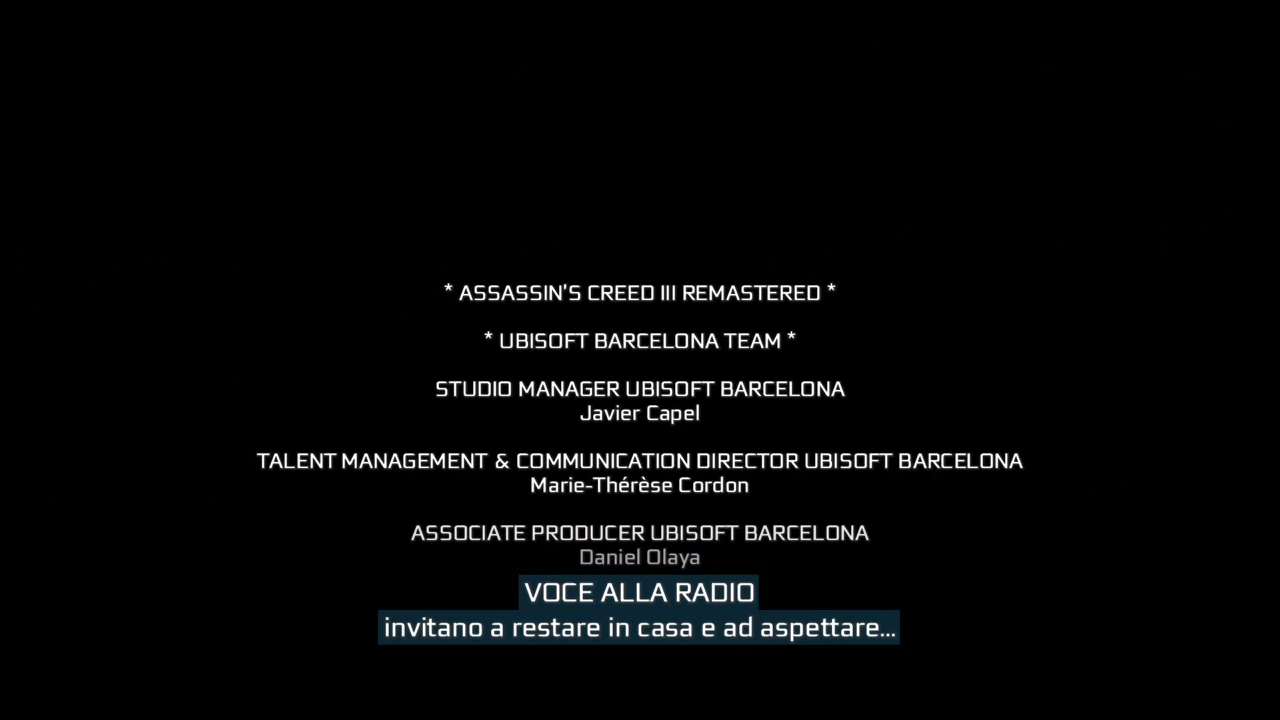 * ASSASSIN'S CREED III REMASTERED *
* UBISOFT BARCELONA TEAM *
STUDIO MANAGER UBISOFT BARCELONA
Javier Capel
TALENT MANAGEMENT & COMMUNICATION DIRECTOR UBISOFT BARCELONA
Marie-Thérèse Cordon
ASSOCIATE PRODUCER UBISOFT BARCELONA
Daniel Olaya
VOCE ALLA RADIO
invitano a restare in casa e ad aspettare...